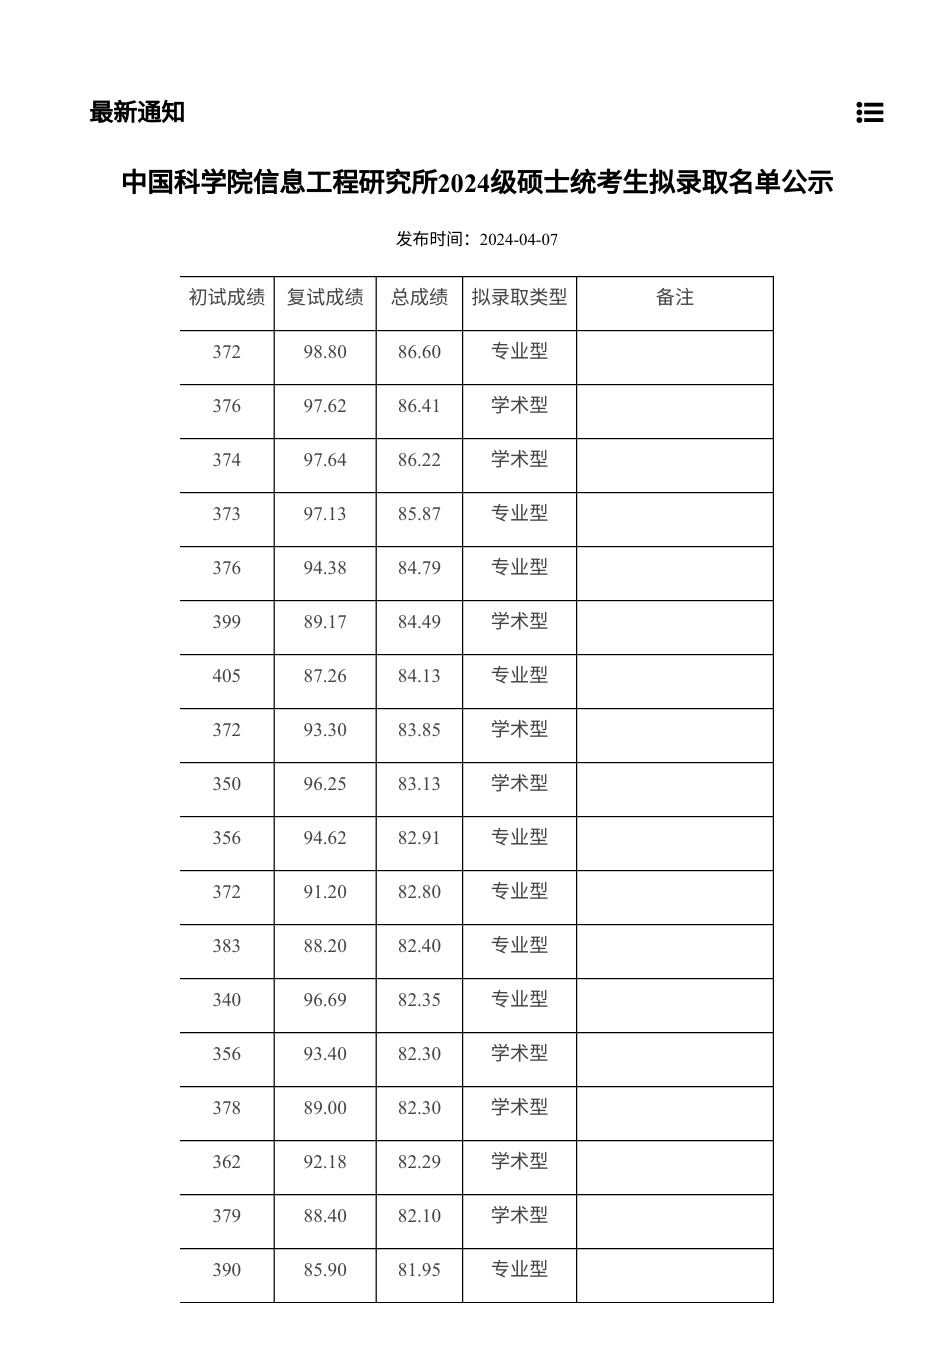 最新通知
中国科学院信息工程研究所2024级硕士统考生拟录取名单公示
发布时间：2024-04-07
初试成绩 复试成绩 总成绩 拟录取类型 备注
372 98.80 86.60 专业型
376 97.62 86.41 学术型
374 97.64 86.22 学术型
373 97.13 85.87 专业型
376 94.38 84.79 专业型
399 89.17 84.49 学术型
405 87.26 84.13 专业型
372 93.30 83.85 学术型
350 96.25 83.13 学术型
356 94.62 82.91 专业型
372 91.20 82.80 专业型
383 88.20 82.40 专业型
340 96.69 82.35 专业型
356 93.40 82.30 学术型
378 89.00 82.30 学术型
362 92.18 82.29 学术型
379 88.40 82.10 学术型
390 85.90 81.95 专业型